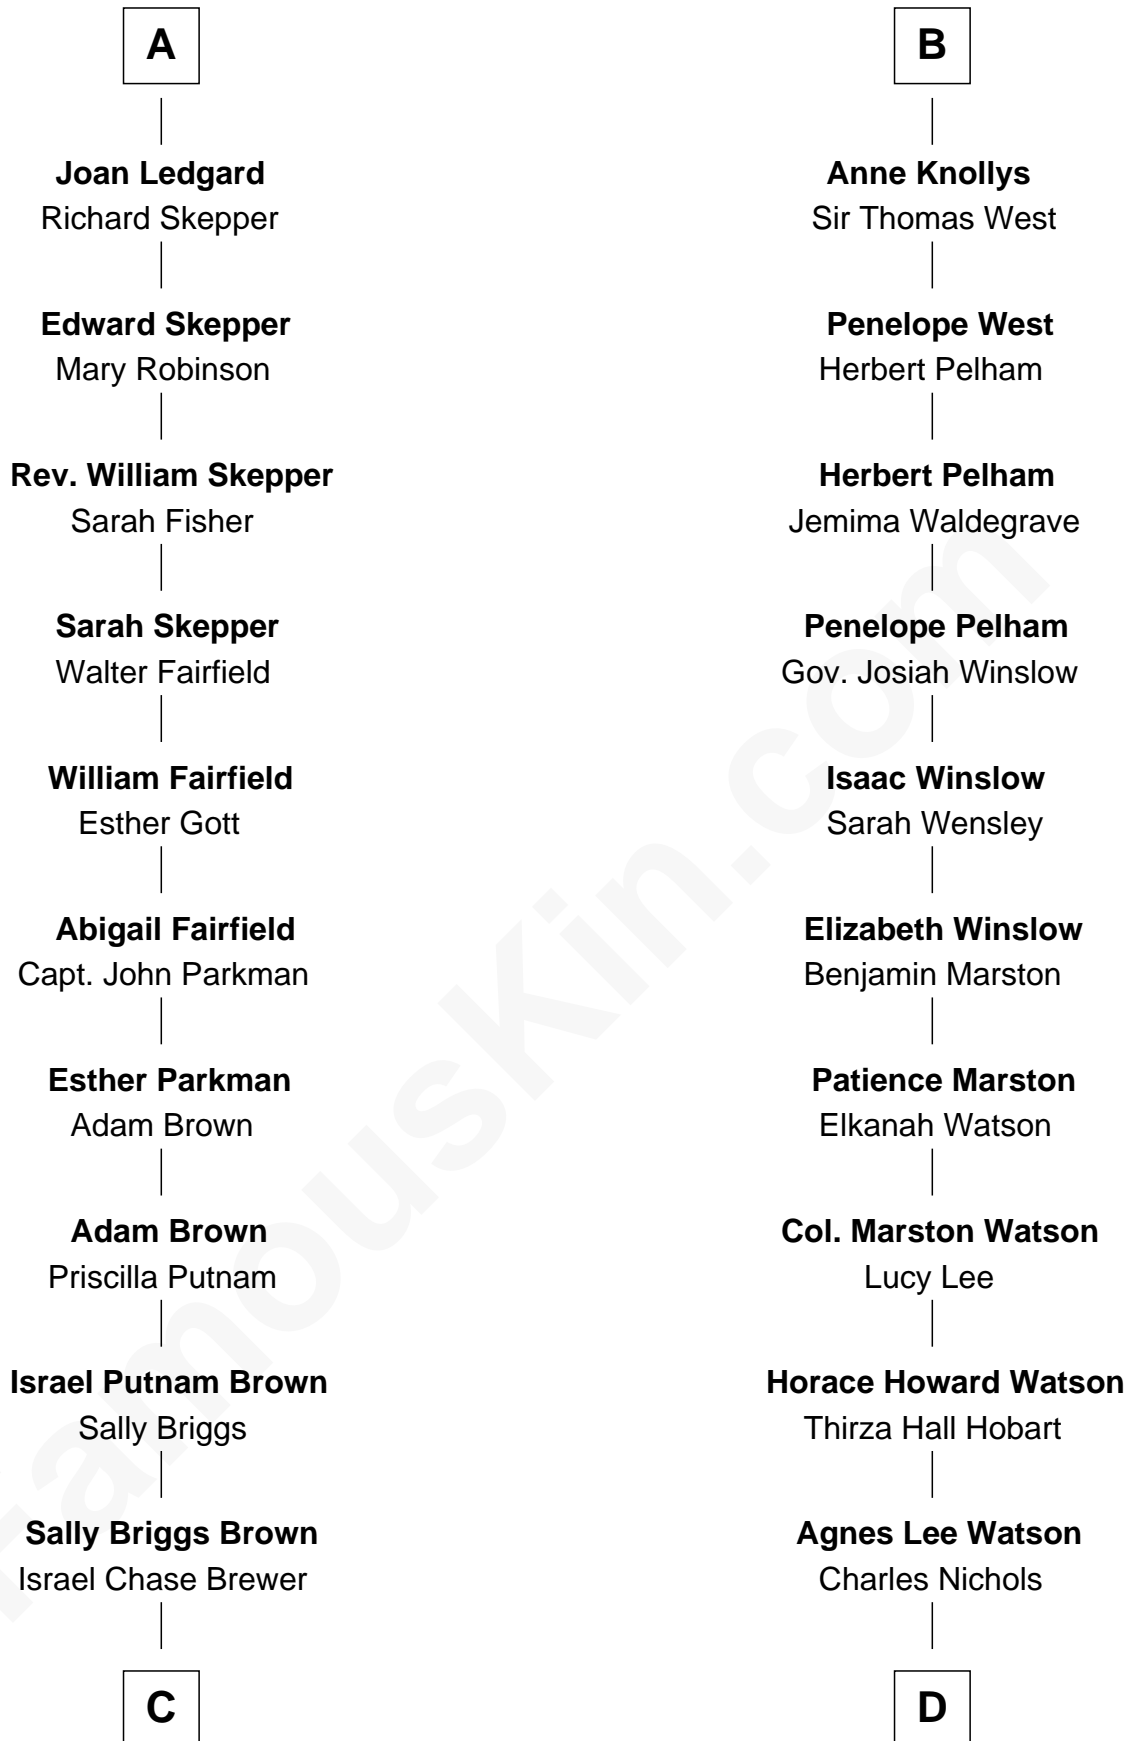 A
Joan Ledgard
Richard Skepper
Edward Skepper
Mary Robinson
Rev. William Skepper
Sarah Fisher
Sarah Skepper
Walter Fairfield
William Fairfield
Esther Gott
Abigail Fairfield
Capt. John Parkman
Esther Parkman
Adam Brown
Adam Brown
Priscilla Putnam
Israel Putnam Brown
Sally Briggs
Sally Briggs Brown
Israel Chase Brewer
C
B
Anne Knollys
Sir Thomas West
Penelope West
Herbert Pelham
Herbert Pelham
Jemima Waldegrave
Penelope Pelham
Gov. Josiah Winslow
Isaac Winslow
Sarah Wensley
Elizabeth Winslow
Benjamin Marston
Patience Marston
Elkanah Watson
Col. Marston Watson
Lucy Lee
Horace Howard Watson
Thirza Hall Hobart
Agnes Lee Watson
Charles Nichols
D
FamousKin.com